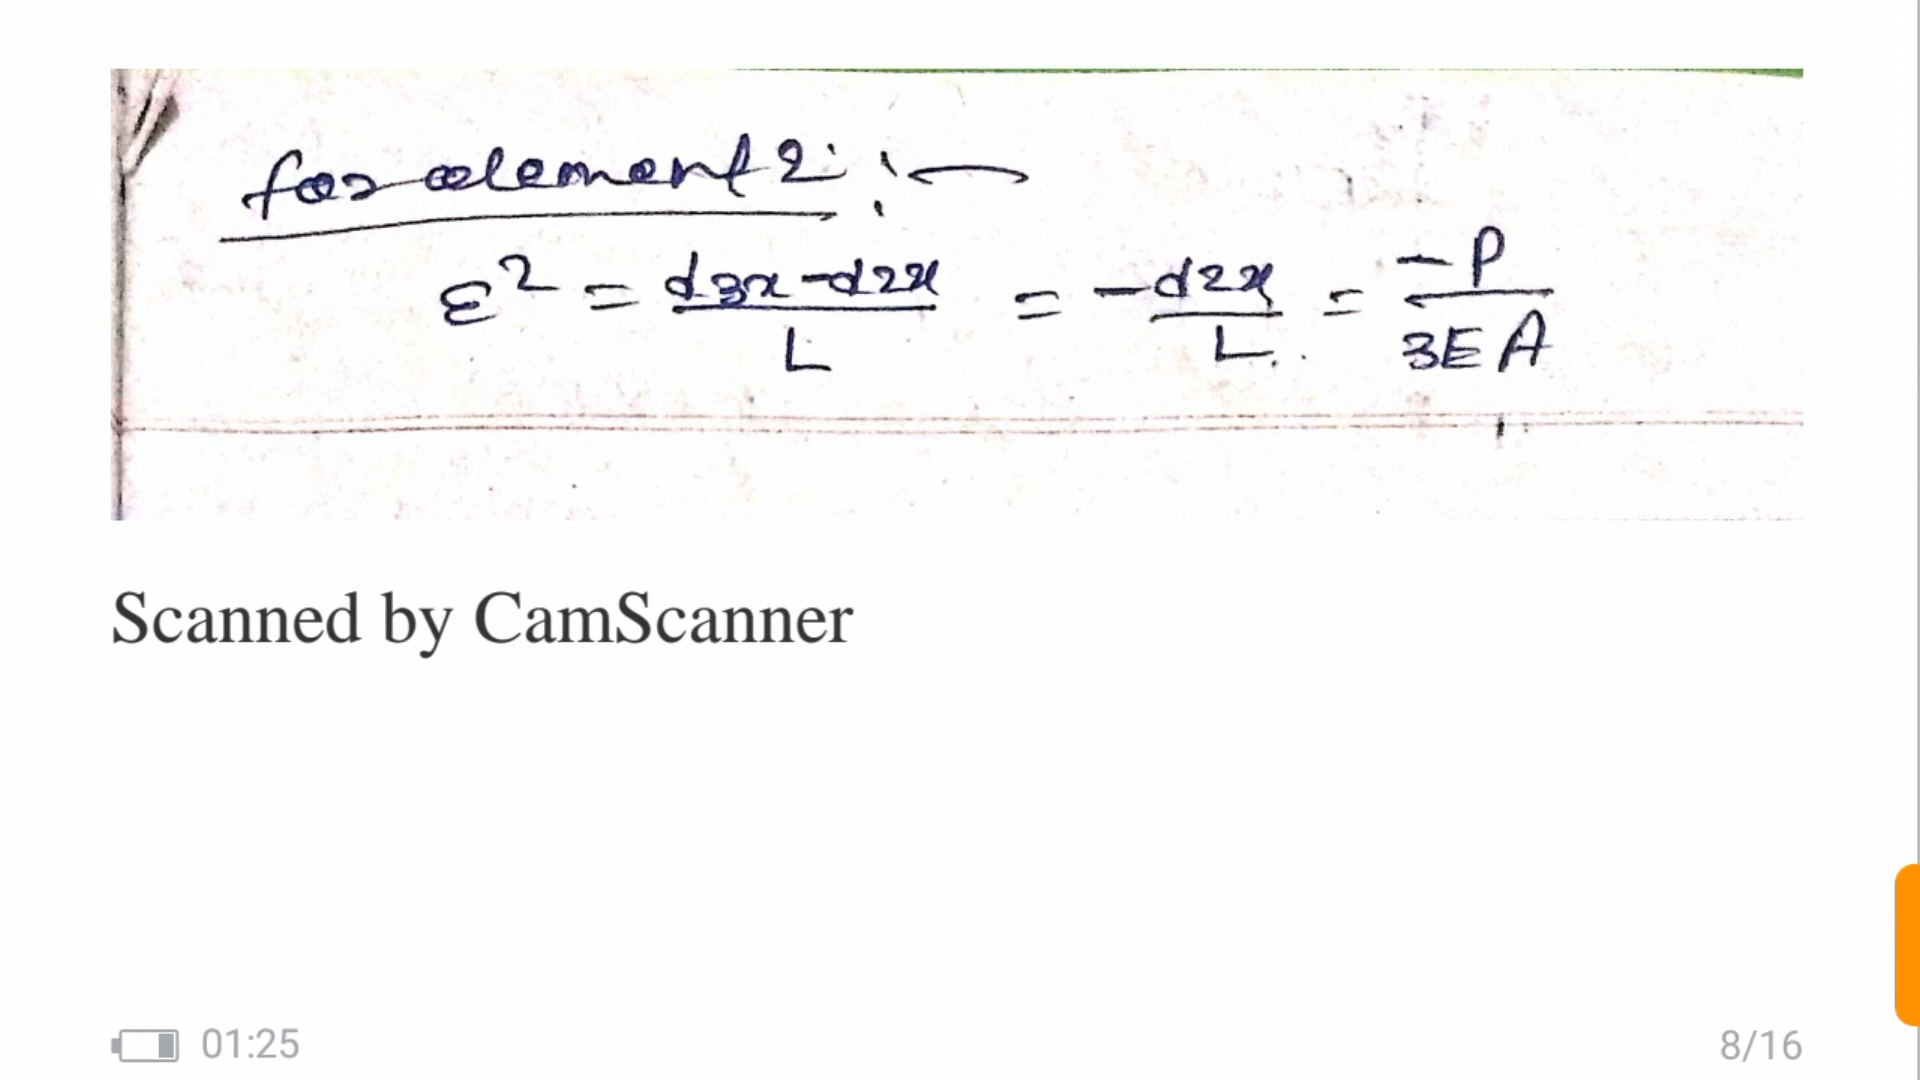 for element 2 : —
ε² = d3x - d2x / L = -d2x / L = -P / 3EA
Scanned by CamScanner
01:25
8/16